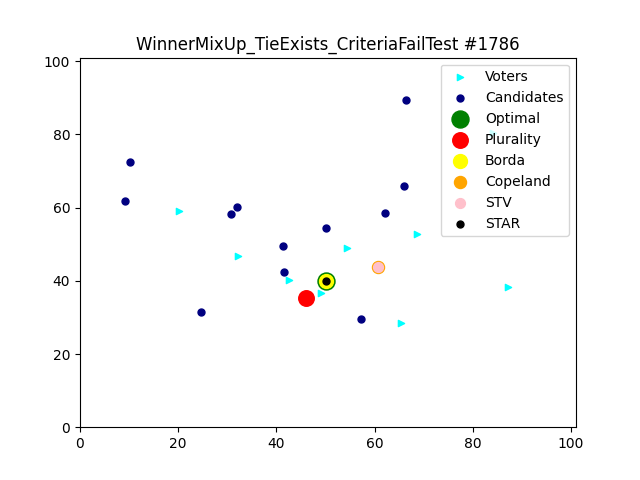 WinnerMixUp_TieExists_CriteriaFailTest #1786
100
80
60
40
20
0
0 20 40 60 80 100
Voters
Candidates
Optimal
Plurality
Borda
Copeland
STV
STAR